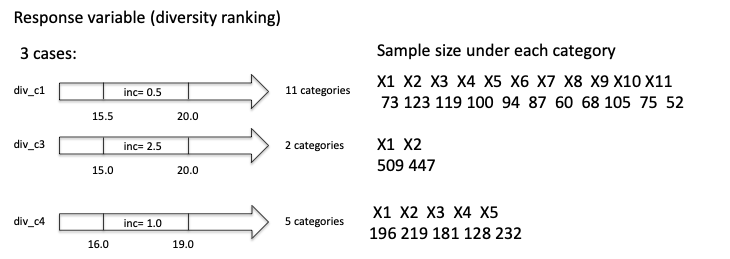 Response variable (diversity ranking)
3 cases:
Sample size under each category
div_c1
inc= 0.5
11 categories
X1 X2 X3 X4 X5 X6 X7 X8 X9 X10 X11
73 123 119 100 94 87 60 68 105 75 52
15.5
20.0
div_c3
inc= 2.5
2 categories
X1 X2
509 447
15.0
20.0
div_c4
inc= 1.0
5 categories
X1 X2 X3 X4 X5
196 219 181 128 232
16.0
19.0